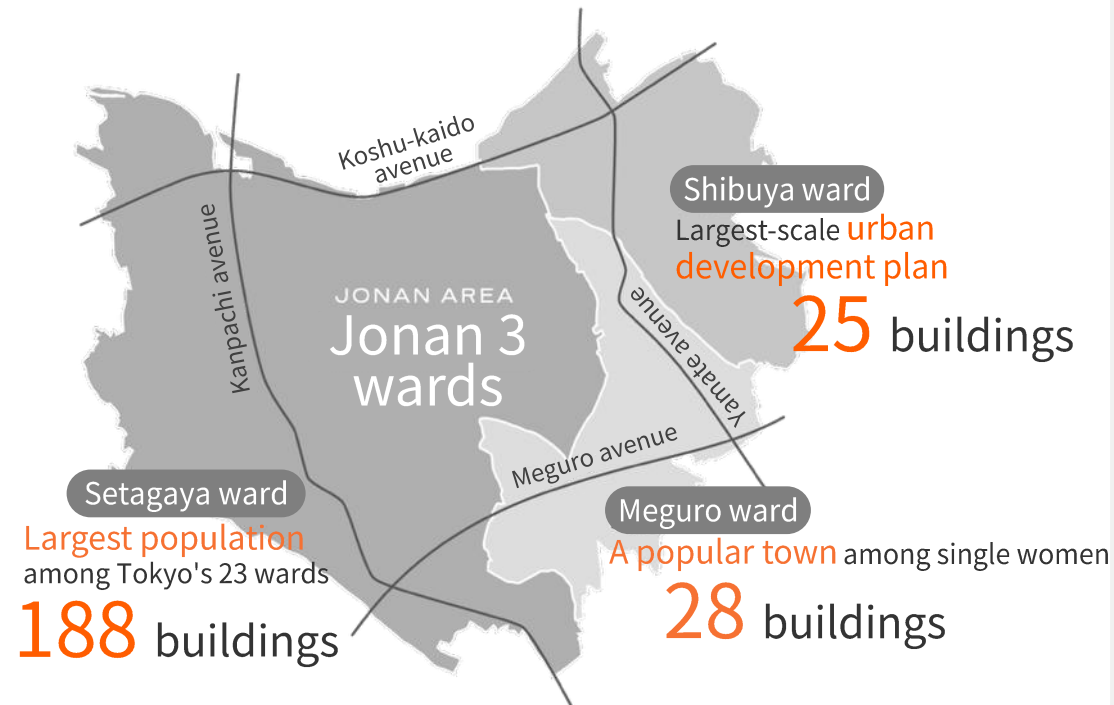 Koshu-kaido
avenue
Shibuya ward
Largest-scale urban
development plan
25 buildings
Kanpachi avenue
JONAN AREA
Jonan 3
wards
Yamate avenue
Meguro avenue
Setagaya ward
Largest population
among Tokyo's 23 wards
188 buildings
Meguro ward
A popular town among single women
28 buildings